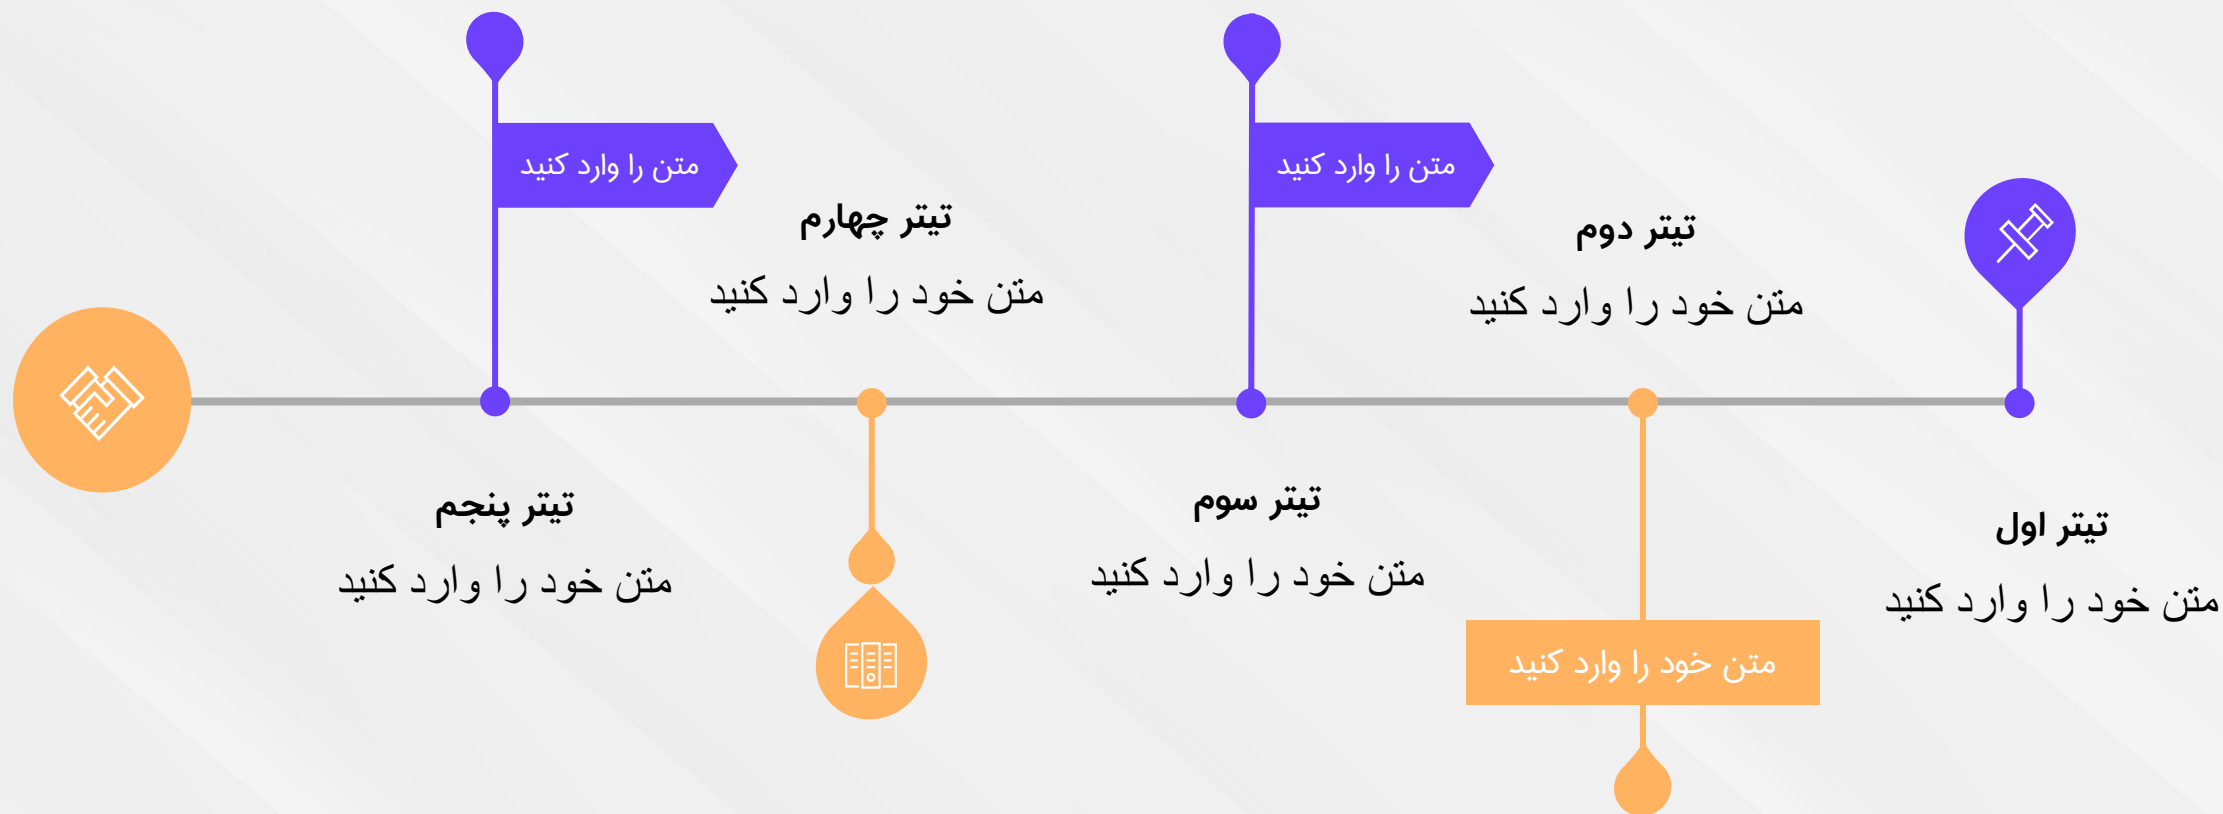 تیتر اول
متن خود را وارد کنید
تیتر دوم
متن خود را وارد کنید
متن خود را وارد کنید
متن را وارد کنید
تیتر سوم
متن خود را وارد کنید
تیتر چهارم
متن خود را وارد کنید
متن را وارد کنید
تیتر پنجم
متن خود را وارد کنید